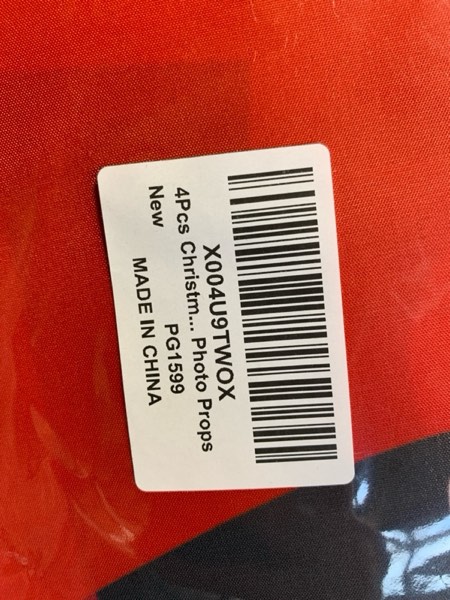 X004U9TWOX
4Pcs Christm... Photo Props
New PG1599
MADE IN CHINA